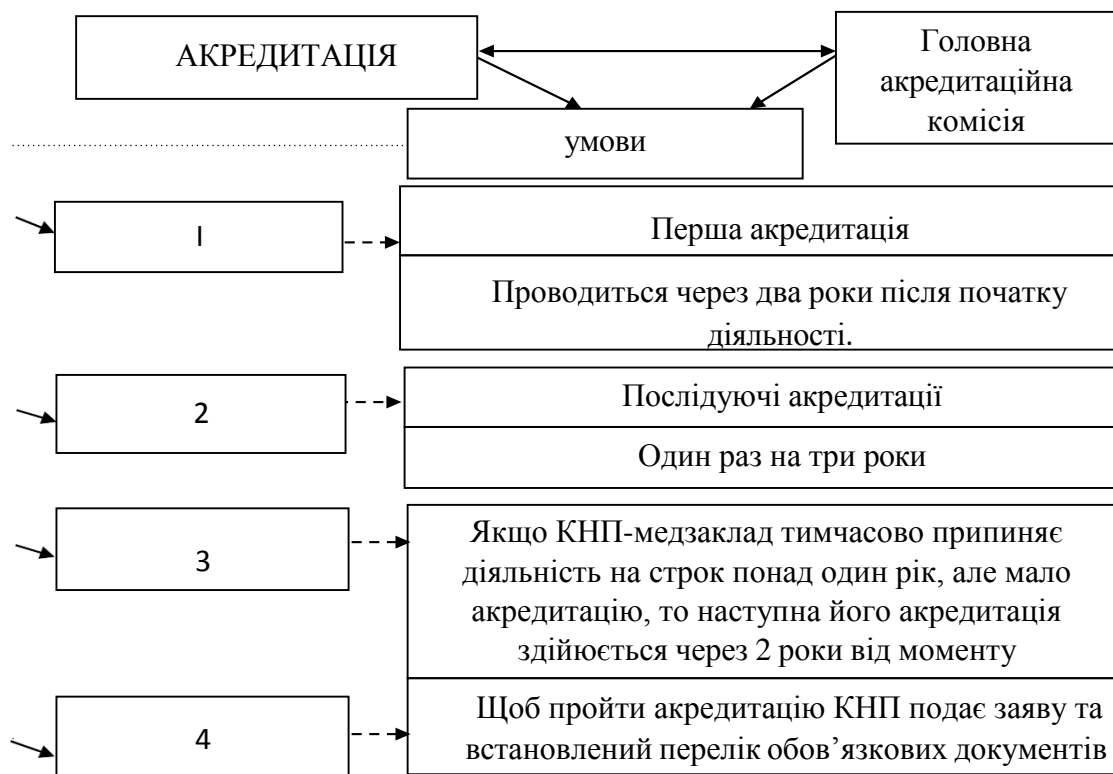 АКРЕДИТАЦІЯ
Головна
акредитаційна
комісія
умови
І
Перша акредитація
Проводиться через два роки після початку
діяльності.
2
Послідуючі акредитації
Один раз на три роки
3
Якщо КНП-медзаклад тимчасово припиняє
діяльність на строк понад один рік, але мало
акредитацію, то наступна його акредитація
здійюється через 2 роки від моменту
4
Щоб пройти акредитацію КНП подає заяву та
встановлений перелік обов’язкових документів